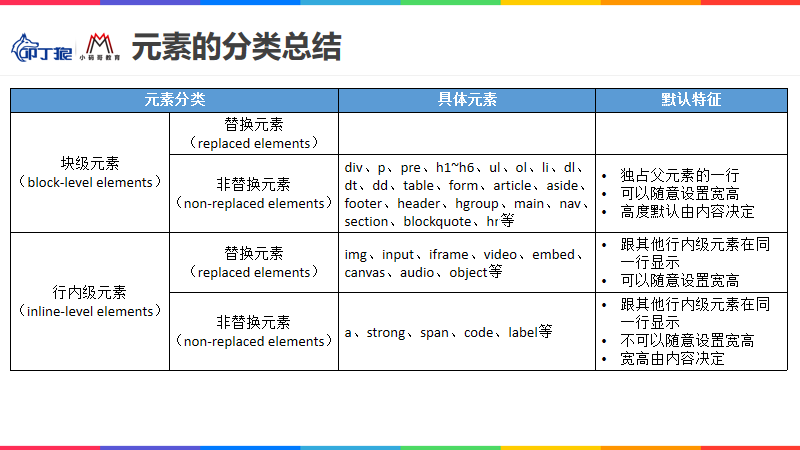 叩丁狼
小码哥教育
元素的分类总结
元素分类
具体元素
默认特征
块级元素
（block-level elements）
替换元素
（replaced elements）
非替换元素
（non-replaced elements）
div、p、pre、h1~h6、ul、ol、li、dl、
dt、dd、table、form、article、aside、
footer、header、hgroup、main、nav、
section、blockquote、hr等
• 独占父元素的一行
• 可以随意设置宽高
• 高度默认由内容决定
行内级元素
（inline-level elements）
替换元素
（replaced elements）
img、input、iframe、video、embed、
canvas、audio、object等
• 跟其他行内级元素在同
一行显示
• 可以随意设置宽高
非替换元素
（non-replaced elements）
a、strong、span、code、label等
• 跟其他行内级元素在同
一行显示
• 不可以随意设置宽高
• 宽高由内容决定